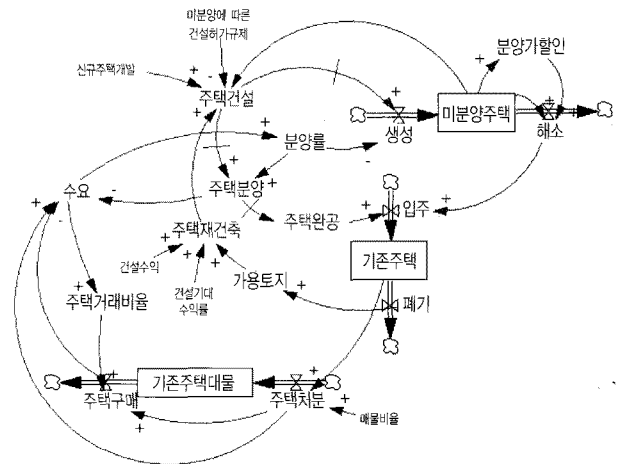 미분양에 따른
건설허가규제
신규주택개발
+
-
주택건설
+
+
분양가할인
+
미분양주택
+
생성
해소
+
분양률
+
-
+
주택분양
수요
+
-
+
주택완공
+
입주
+
주택재건축
+
+
+
+
건설수익
건설기대
수익률
가용토지
+
기존주택
폐기
+
주택거래비율
+
기존주택매물
+
주택구매
+
주택처분
+
매물비율
+